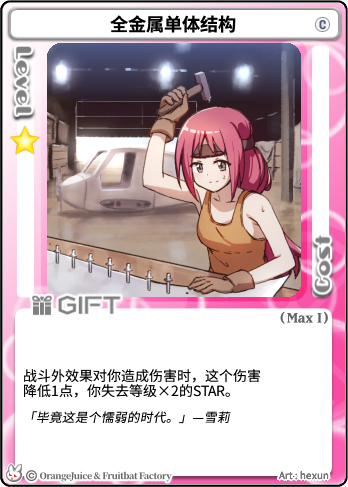 全金属单体结构
C
Level
Cost
GIFT
(Max 1)
战斗外效果对你造成伤害时，这个伤害
降低1点，你失去等级×2的STAR。
「毕竟这是个懦弱的时代。」—雪莉
© OrangeJuice & Fruitbat Factory
Art.: hexun